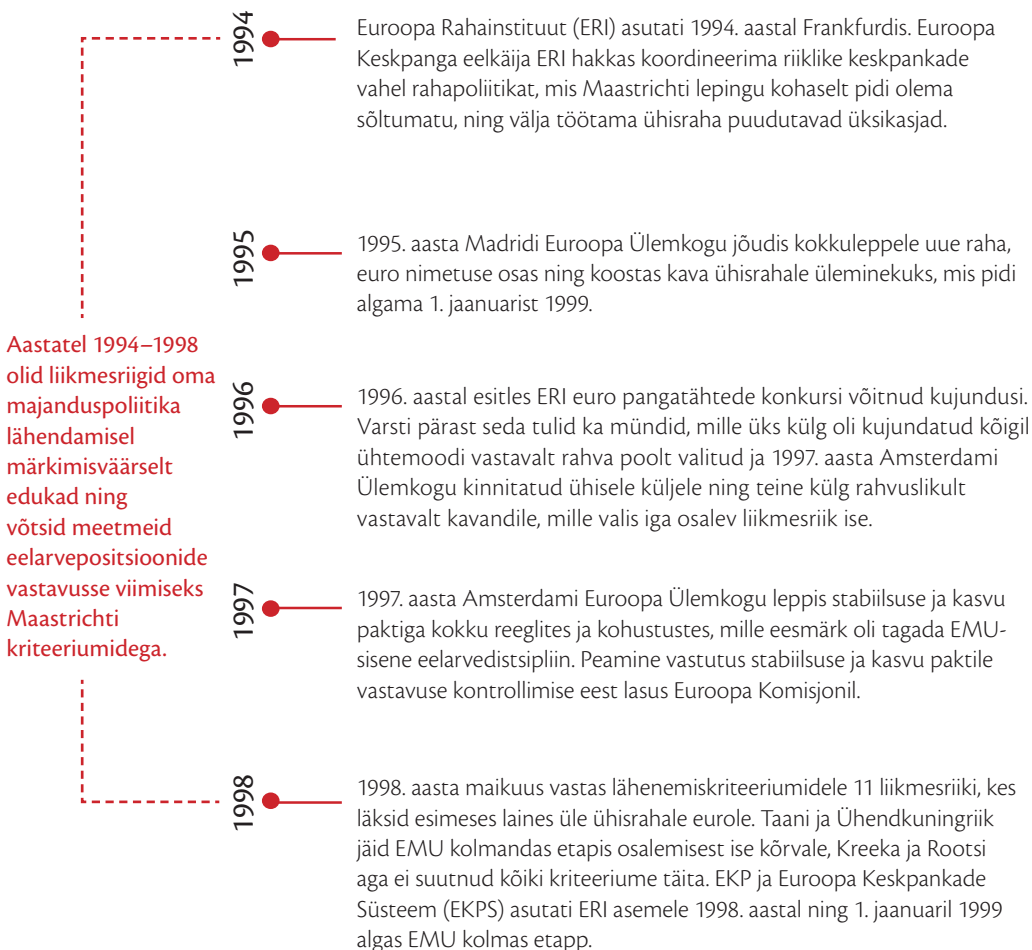 1994
Euroopa Rahainstituut (ERI) asutati 1994. aastal Frankfurdis. Euroopa
Keskpanga eelkäija ERI hakkas koordineerima riiklike keskpankade
vahel rahapoliitikat, mis Maastrichti lepingu kohaselt pidi olema
sõltumatu, ning välja töötama ühisraha puudutavad üksikasjad.
1995
1995. aasta Madridi Euroopa Ülemkogu jõudis kokkuleppele uue raha,
euro nimetuse osas ning koostas kava ühisrahale üleminekuks, mis pidi
algama 1. jaanuarist 1999.
Aastatel 1994–1998
olid liikmesriigid oma
majanduspoliitika
lähendamisel
märkimisväärselt
edukad ning
võtsid meetmeid
eelarvepositsioonide
vastavusse viimiseks
Maastrichti
kriteeriumidega.
1996
1996. aastal esitles ERI euro pangatähtede konkursi võitnud kujundusi.
Varsti pärast seda tulid ka mündid, mille üks külg oli kujundatud kõigil
ühtemoodi vastavalt rahva poolt valitud ja 1997. aasta Amsterdami
Ülemkogu kinnitatud ühisele küljele ning teine külg rahvuslikult
vastavalt kavandile, mille valis iga osalev liikmesriik ise.
1997
1997. aasta Amsterdami Euroopa Ülemkogu leppis stabiilsuse ja kasvu
paktiga kokku reeglites ja kohustustes, mille eesmärk oli tagada EMU-
sisene eelarvedistsipliin. Peamine vastutus stabiilsuse ja kasvu paktile
vastavuse kontrollimise eest lasus Euroopa Komisjonil.
1998
1998. aasta maikuus vastas lähenemiskriteeriumidele 11 liikmesriiki, kes
läksid esimeses laines üle ühisrahale eurole. Taani ja Ühendkuningriik
jäid EMU kolmandas etapis osalemisest ise kõrvale, Kreeka ja Rootsi
aga ei suutnud kõiki kriteeriume täita. EKP ja Euroopa Keskpankade
Süsteem (EKPS) asutati ERI asemele 1998. aastal ning 1. jaanuaril 1999
algas EMU kolmas etapp.